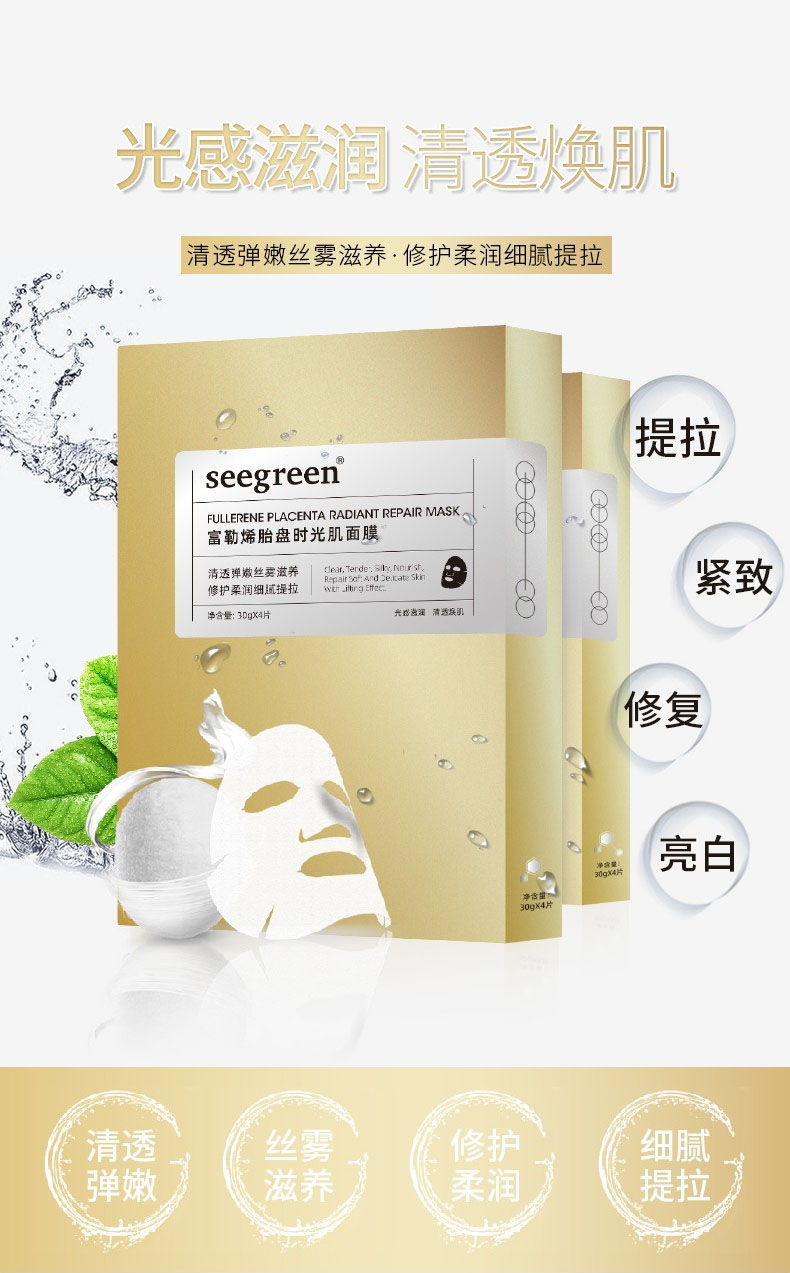 光感滋润 清透焕肌
清透弹嫩丝雾滋养·修护柔润细腻提拉
seegreen®
FULLERENE PLACENTA RADIANT REPAIR MASK
富勒烯胎盘时光肌面膜
清透弹嫩丝雾滋养
修护柔润细腻提拉
Clear, Tender, Silky, Nourish,
Repair Soft And Delicate Skin
With Lifting Effect.
净含量: 30gX4片
光感滋润 清透焕肌
提拉
紧致
修复
亮白
净含量:
30gX4片
净含量:
30gX4片
清透
弹嫩
丝雾
滋养
修护
柔润
细腻
提拉